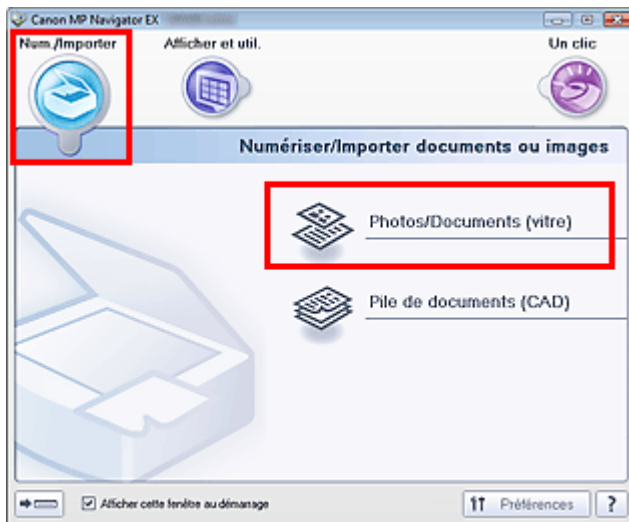 Canon MP Navigator EX
Num./Importer
Afficher et util.
Un clic
Numériser/Importer documents ou images
Photos/Documents (vitre)
Pile de documents (CAD)
Afficher cette fenêtre au démarrage
Préférences
?